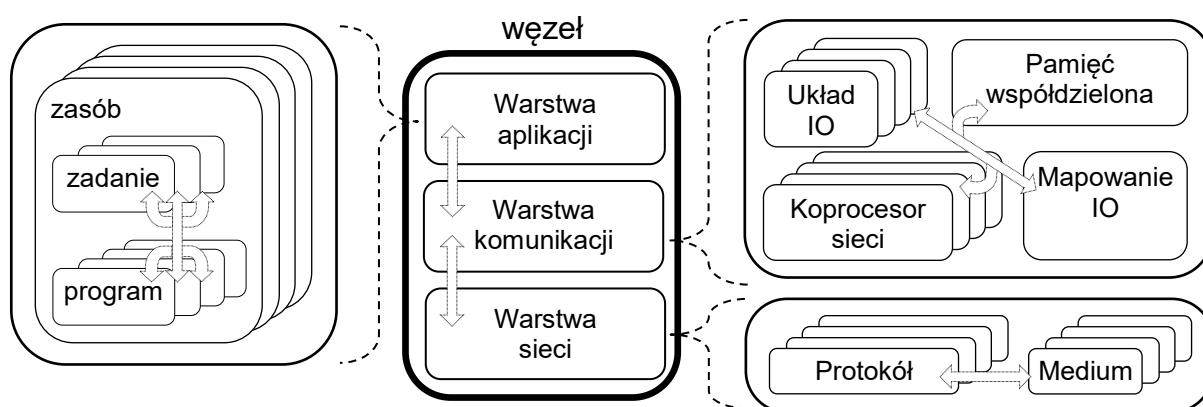 zasób
zadanie
program
węzeł
Warstwa
aplikacji
Warstwa
komunikacji
Warstwa
sieci
Układ
IO
Pamięć
współdzielona
Koprocesor
sieci
Mapowanie
IO
Protokół
Medium